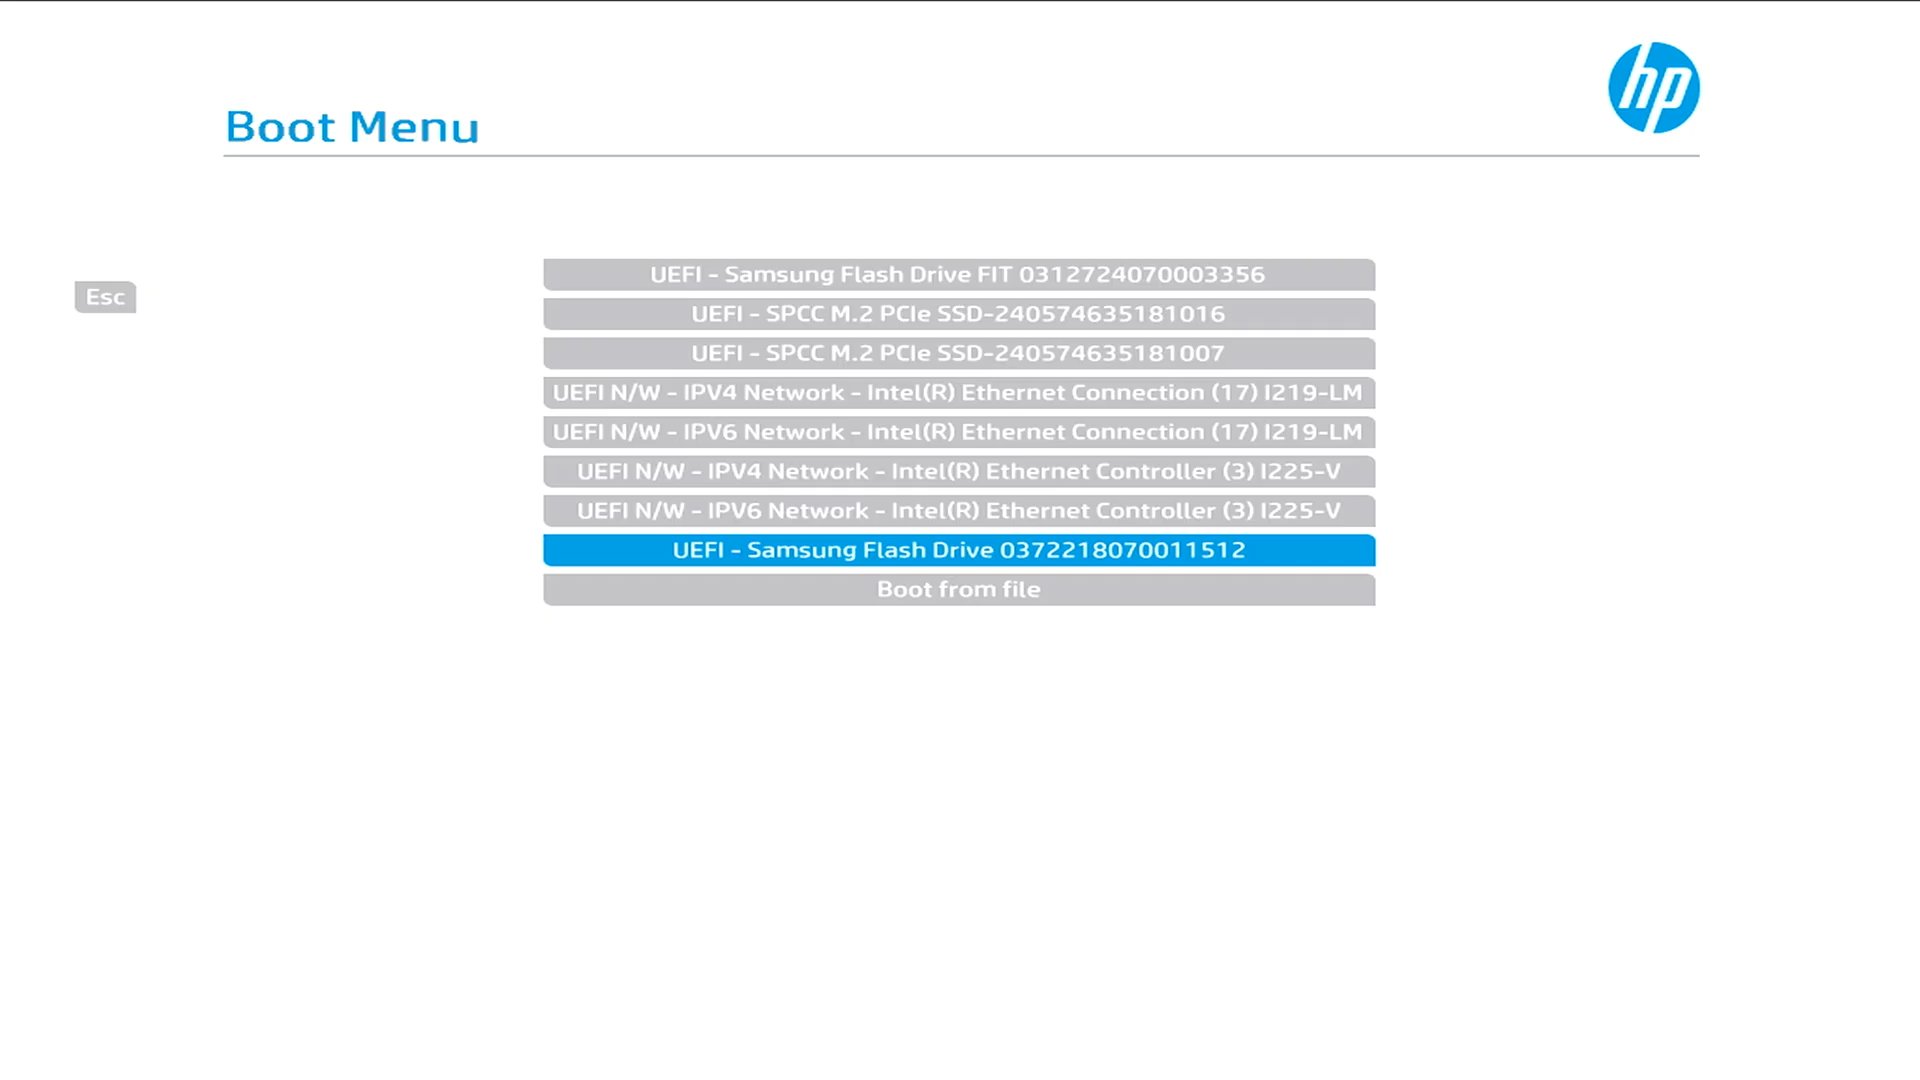 hp
Boot Menu
Esc
UEFI - Samsung Flash Drive FIT 0312724070003356
UEFI - SPCC M.2 PCIe SSD-240574635181016
UEFI - SPCC M.2 PCIe SSD-240574635181007
UEFI N/W - IPV4 Network - Intel(R) Ethernet Connection (17) I219-LM
UEFI N/W - IPV6 Network - Intel(R) Ethernet Connection (17) I219-LM
UEFI N/W - IPV4 Network - Intel(R) Ethernet Controller (3) I225-V
UEFI N/W - IPV6 Network - Intel(R) Ethernet Controller (3) I225-V
UEFI - Samsung Flash Drive 0372218070011512
Boot from file